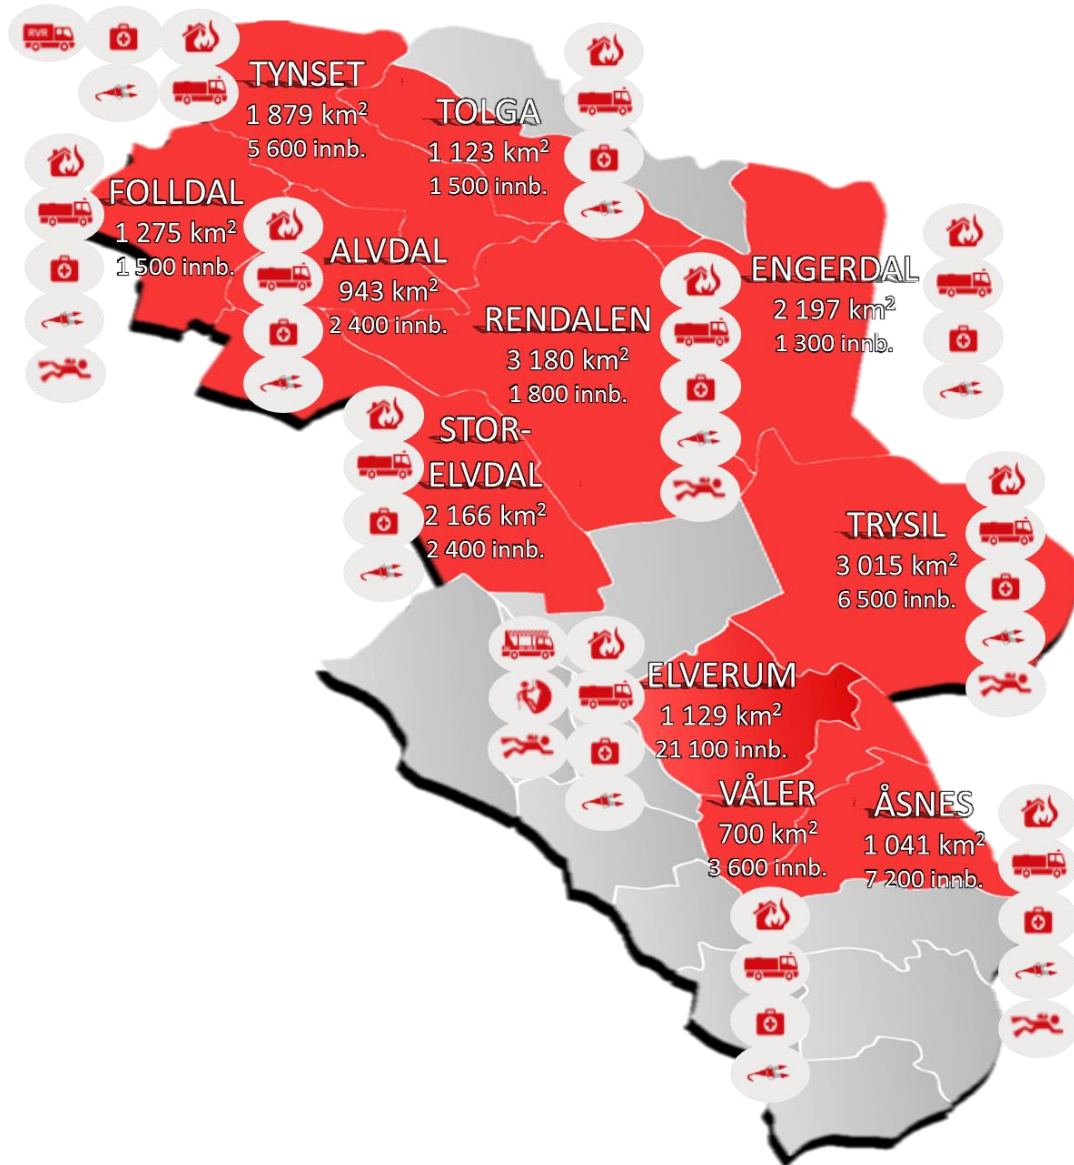 RVR
TYNSET
1 879 km²
5 600 innb.
TOLGA
1 123 km²
1 500 innb.
FOLLDAL
1 275 km²
1 500 innb.
ALVDAL
943 km²
2 400 innb.
RENDALEN
3 180 km²
1 800 innb.
ENGERDAL
2 197 km²
1 300 innb.
STOR-
ELVDAL
2 166 km²
2 400 innb.
TRYSIL
3 015 km²
6 500 innb.
ELVERUM
1 129 km²
21 100 innb.
VÅLER
700 km²
3 600 innb.
ÅSNES
1 041 km²
7 200 innb.